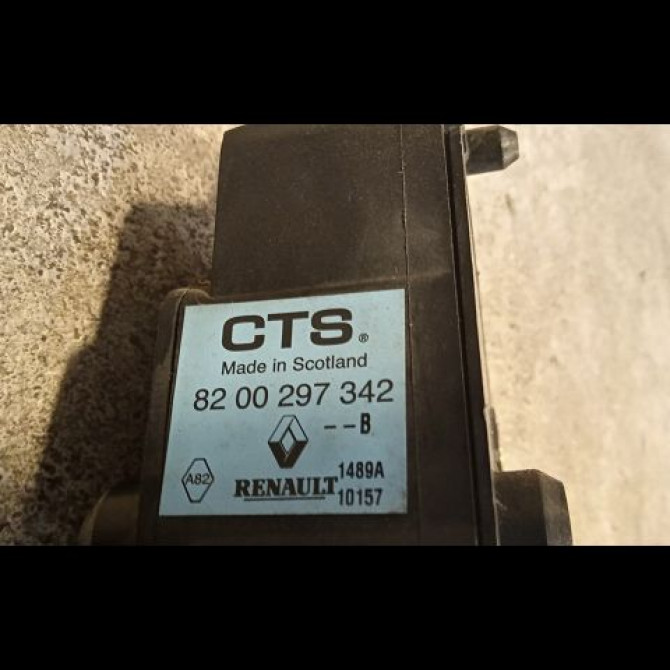 CTS®
Made in Scotland
82 00 297 342
--B
A82
RENAULT
1489A
10157